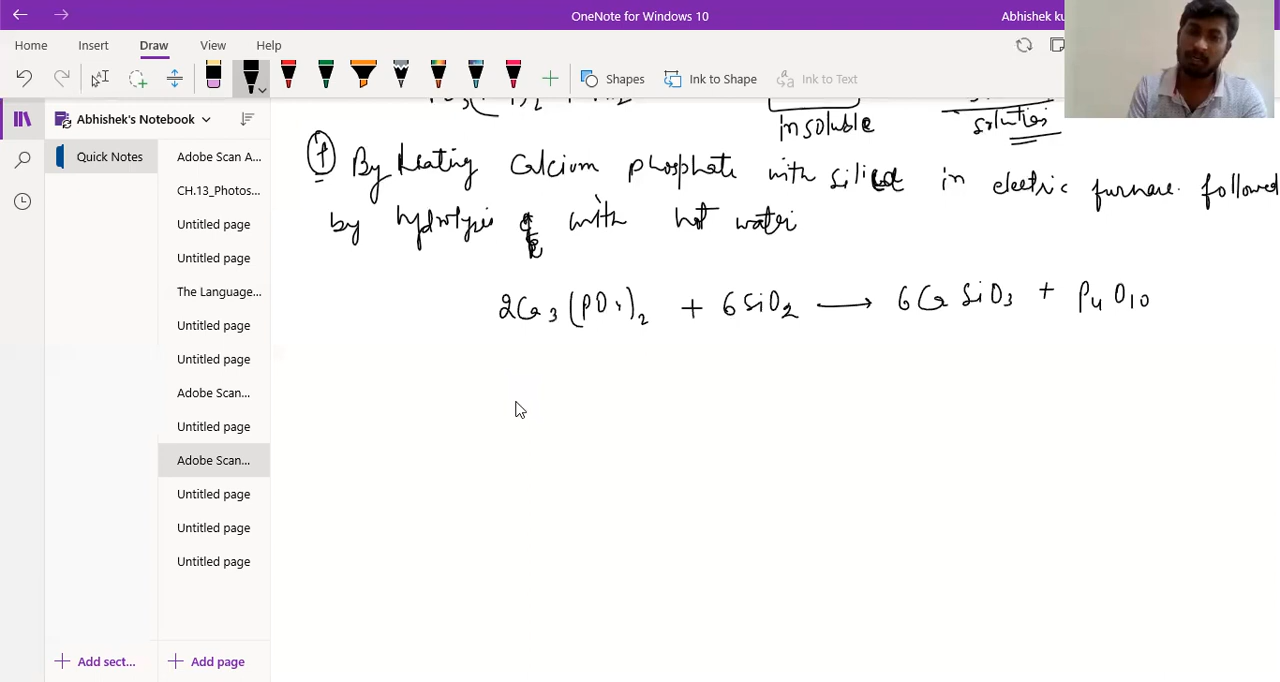 OneNote for Windows 10
Abhishek ku
Home Insert Draw View Help
Shapes Ink to Shape Ink to Text
Abhishek's Notebook
Quick Notes
Adobe Scan A...
CH.13_Photos...
Untitled page
Untitled page
The Language...
Untitled page
Untitled page
Adobe Scan...
Untitled page
Adobe Scan...
Untitled page
Untitled page
Untitled page
Add sect...
Add page
insoluble
By heating Calcium phosphate with in electric furnace followed
by hydrolysis with hot water
2Ca3(PO4)2 + 6SiO2 → 6CaSiO3 + P4O10